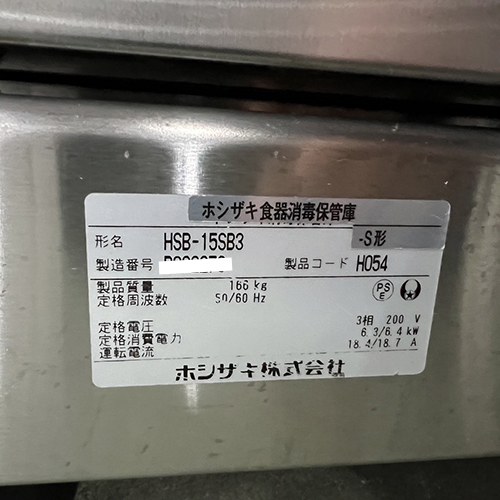 ホシザキ食器消毒保管庫
形名 HSB-15SB3 -S形
製造番号 製品コード H054
製品質量 166 kg
定格周波数 50/60 Hz
PS
E
定格電圧 3相 200 V
定格消費電力 6.3/6.4 kW
運転電流 18.4/18.7 A
ホシザキ株式会社